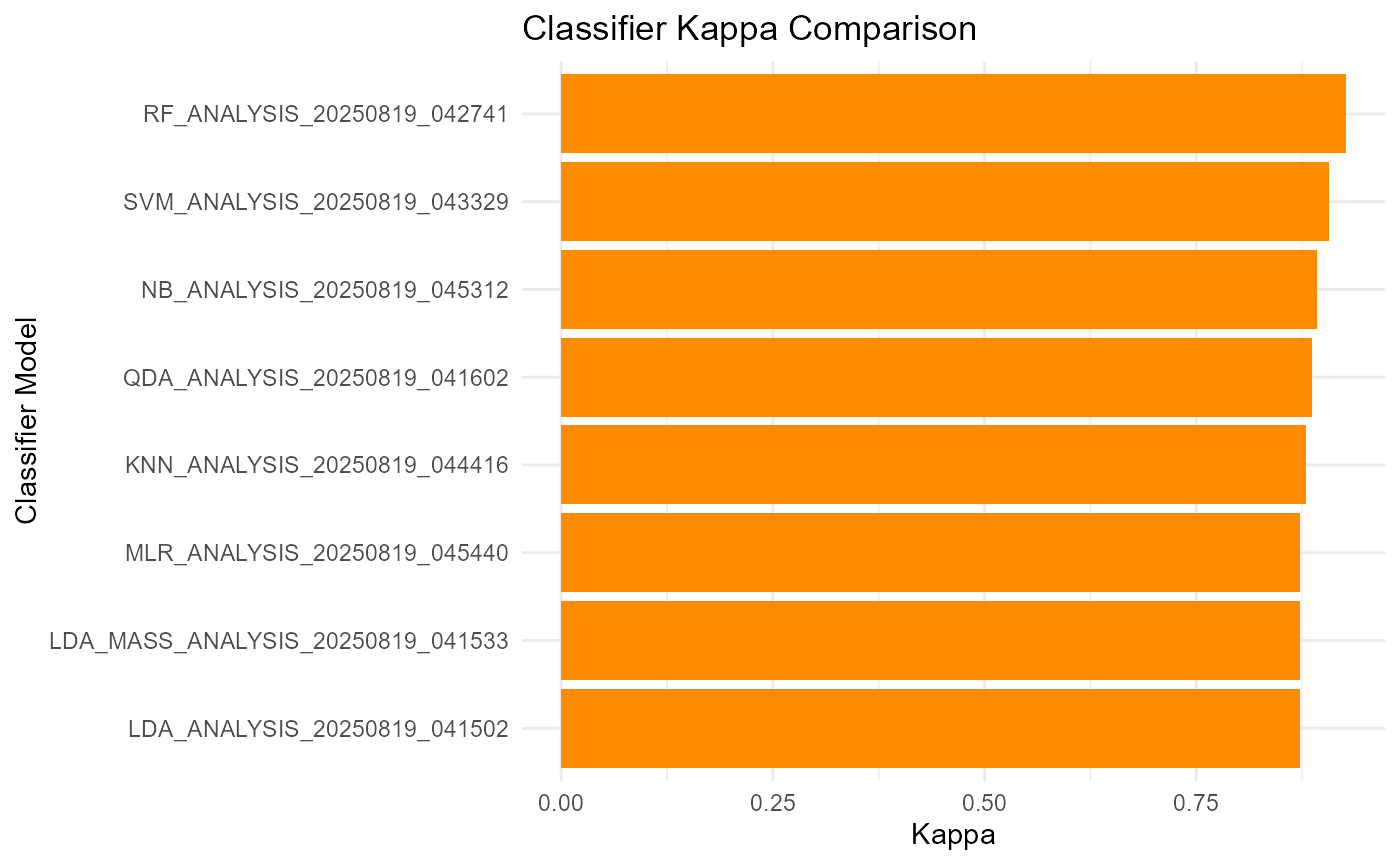 Classifier Kappa Comparison
RF_ANALYSIS_20250819_042741
SVM_ANALYSIS_20250819_043329
NB_ANALYSIS_20250819_045312
QDA_ANALYSIS_20250819_041602
KNN_ANALYSIS_20250819_044416
MLR_ANALYSIS_20250819_045440
LDA_MASS_ANALYSIS_20250819_041533
LDA_ANALYSIS_20250819_041502
Classifier Model
0.00 0.25 0.50 0.75
Kappa